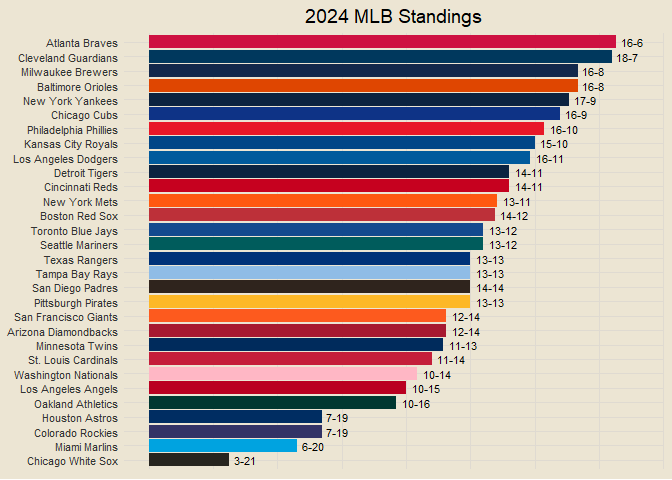 2024 MLB Standings
Atlanta Braves 16-6
Cleveland Guardians 18-7
Milwaukee Brewers 16-8
Baltimore Orioles 16-8
New York Yankees 17-9
Chicago Cubs 16-9
Philadelphia Phillies 16-10
Kansas City Royals 15-10
Los Angeles Dodgers 16-11
Detroit Tigers 14-11
Cincinnati Reds 14-11
New York Mets 13-11
Boston Red Sox 14-12
Toronto Blue Jays 13-12
Seattle Mariners 13-12
Texas Rangers 13-13
Tampa Bay Rays 13-13
San Diego Padres 14-14
Pittsburgh Pirates 13-13
San Francisco Giants 12-14
Arizona Diamondbacks 12-14
Minnesota Twins 11-13
St. Louis Cardinals 11-14
Washington Nationals 10-14
Los Angeles Angels 10-15
Oakland Athletics 10-16
Houston Astros 7-19
Colorado Rockies 7-19
Miami Marlins 6-20
Chicago White Sox 3-21